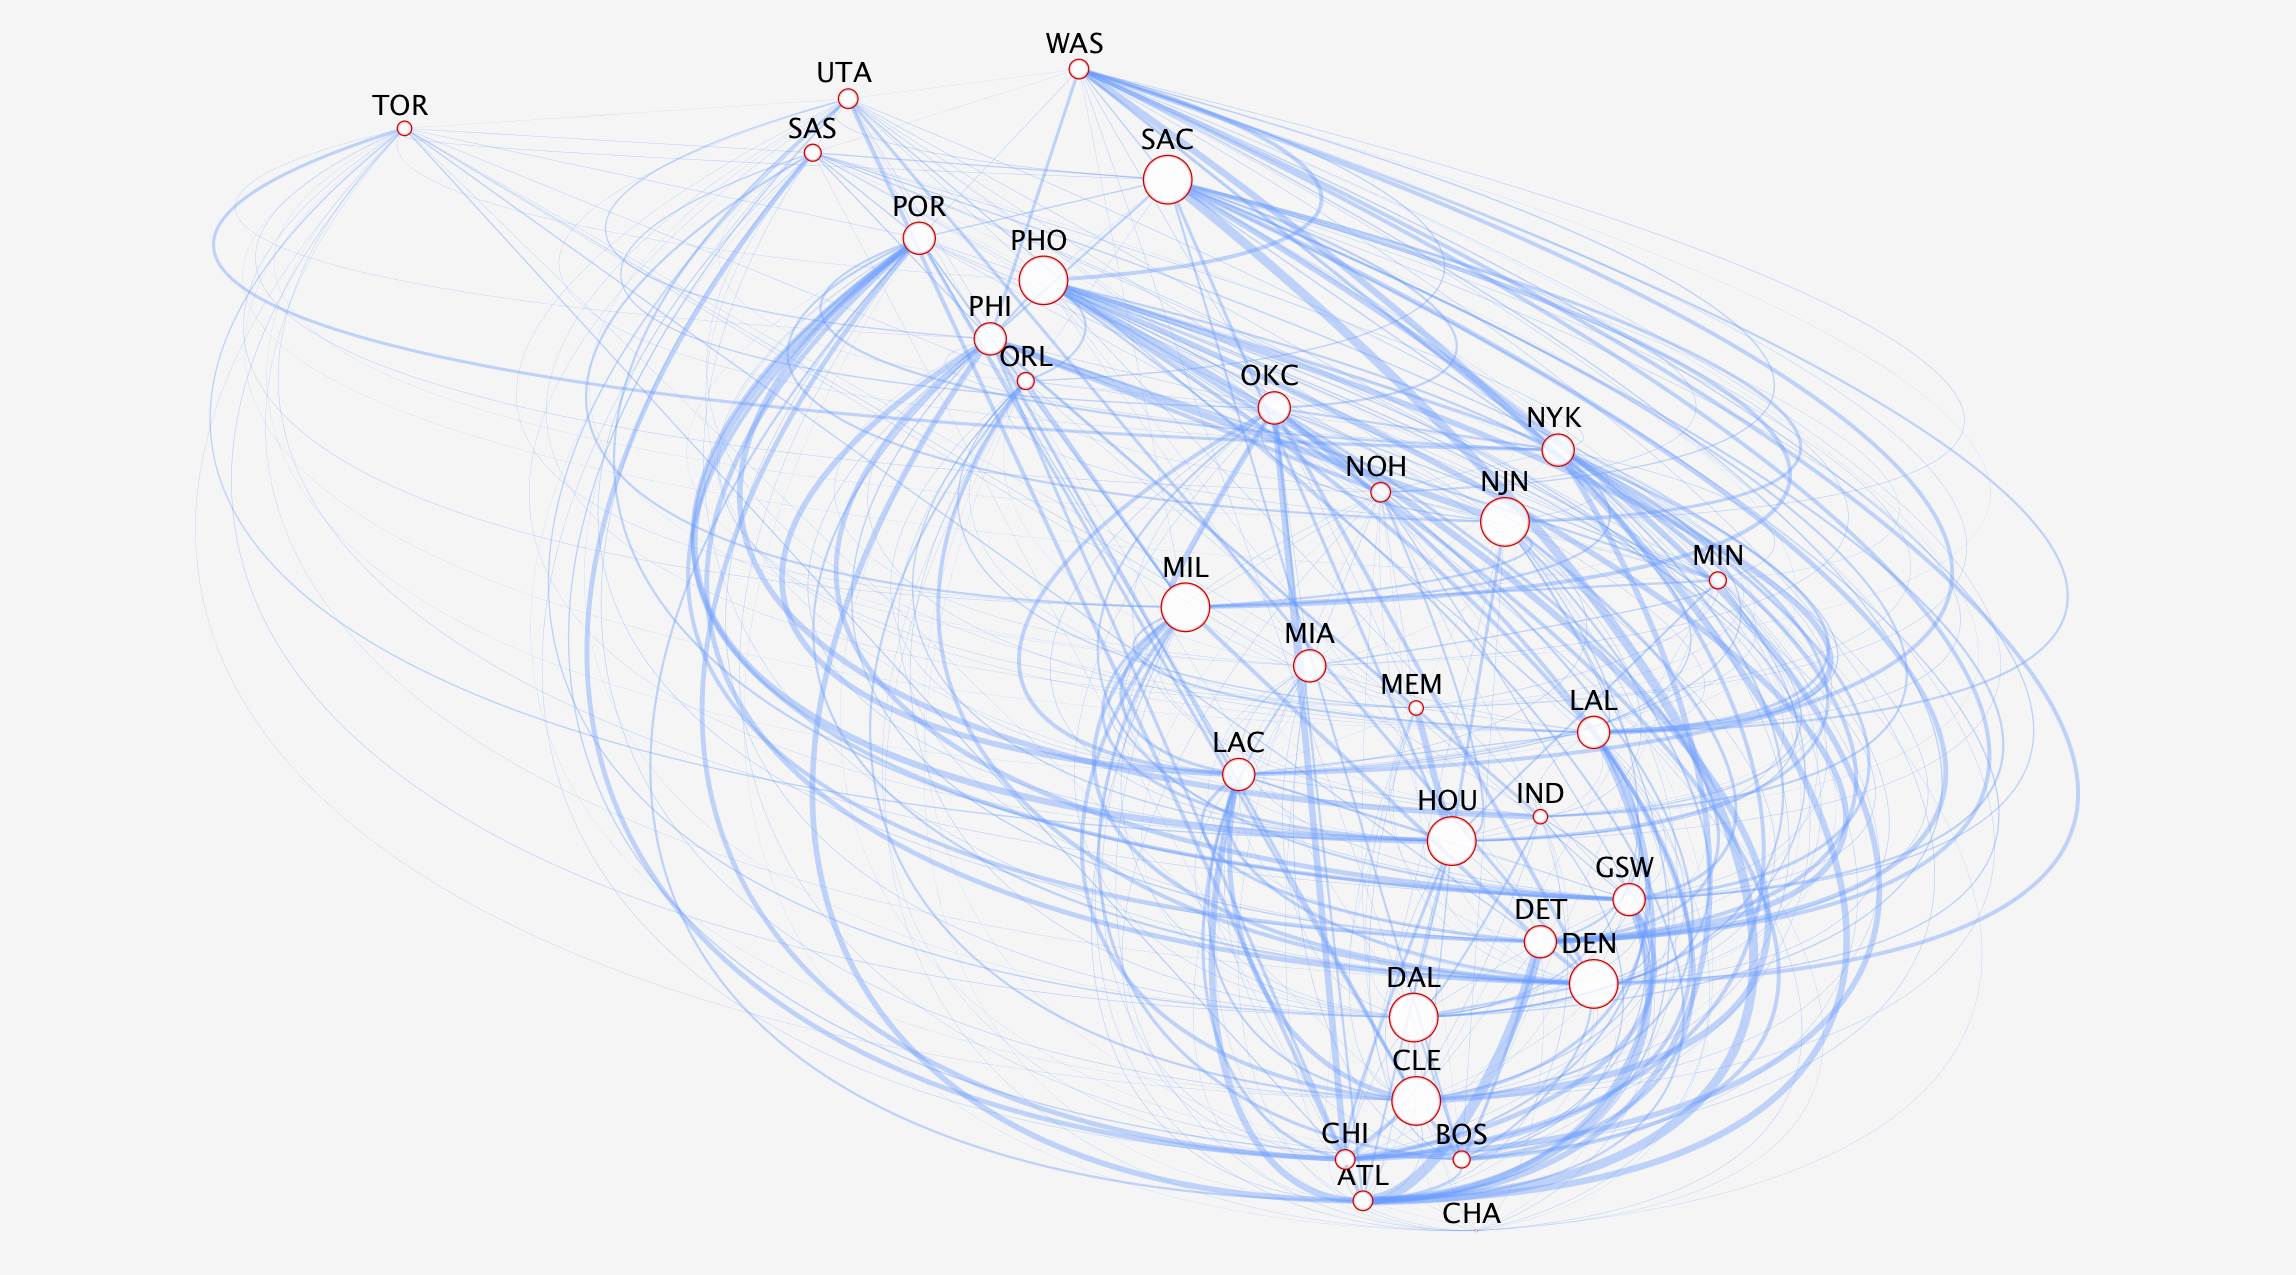 WAS
UTA
TOR
SAS
SAC
POR
PHO
PHI
ORL
OKC
NYK
NOH
NJN
MIN
MIL
MIA
MEM
LAL
LAC
IND
HOU
GSW
DET
DEN
DAL
CLE
CHI
BOS
ATL
CHA